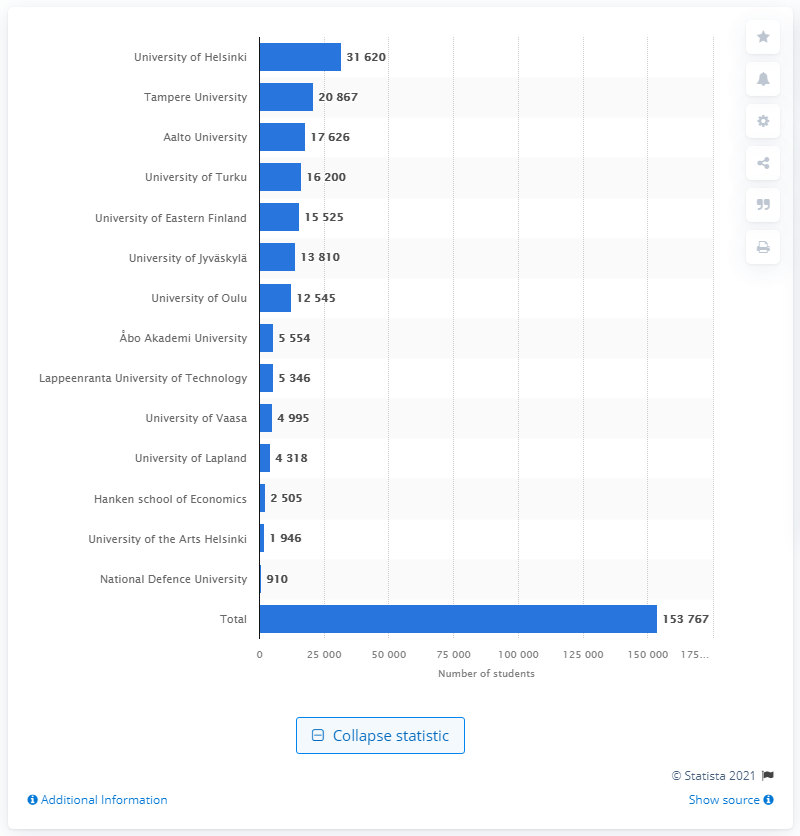 University of Helsinki 31 620
Tampere University 20 867
Aalto University 17 626
University of Turku 16 200
University of Eastern Finland 15 525
University of Jyväskylä 13 810
University of Oulu 12 545
Åbo Akademi University 5 554
Lappeenranta University of Technology 5 346
University of Vaasa 4 995
University of Lapland 4 318
Hanken school of Economics 2 505
University of the Arts Helsinki 1 946
National Defence University 910
Total 153 767
0 25 000 50 000 75 000 100 000 125 000 150 000 175...
Number of students
Collapse statistic
© Statista 2021
Additional Information Show source